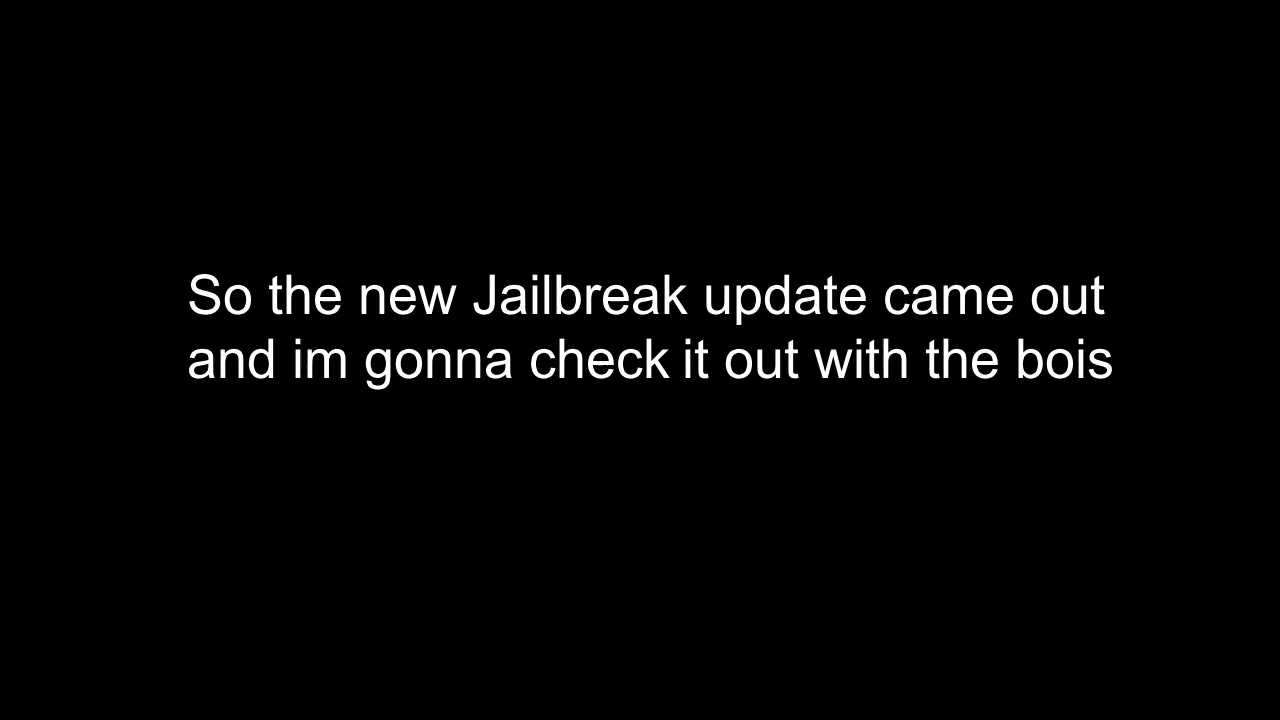 So the new Jailbreak update came out
and im gonna check it out with the bois